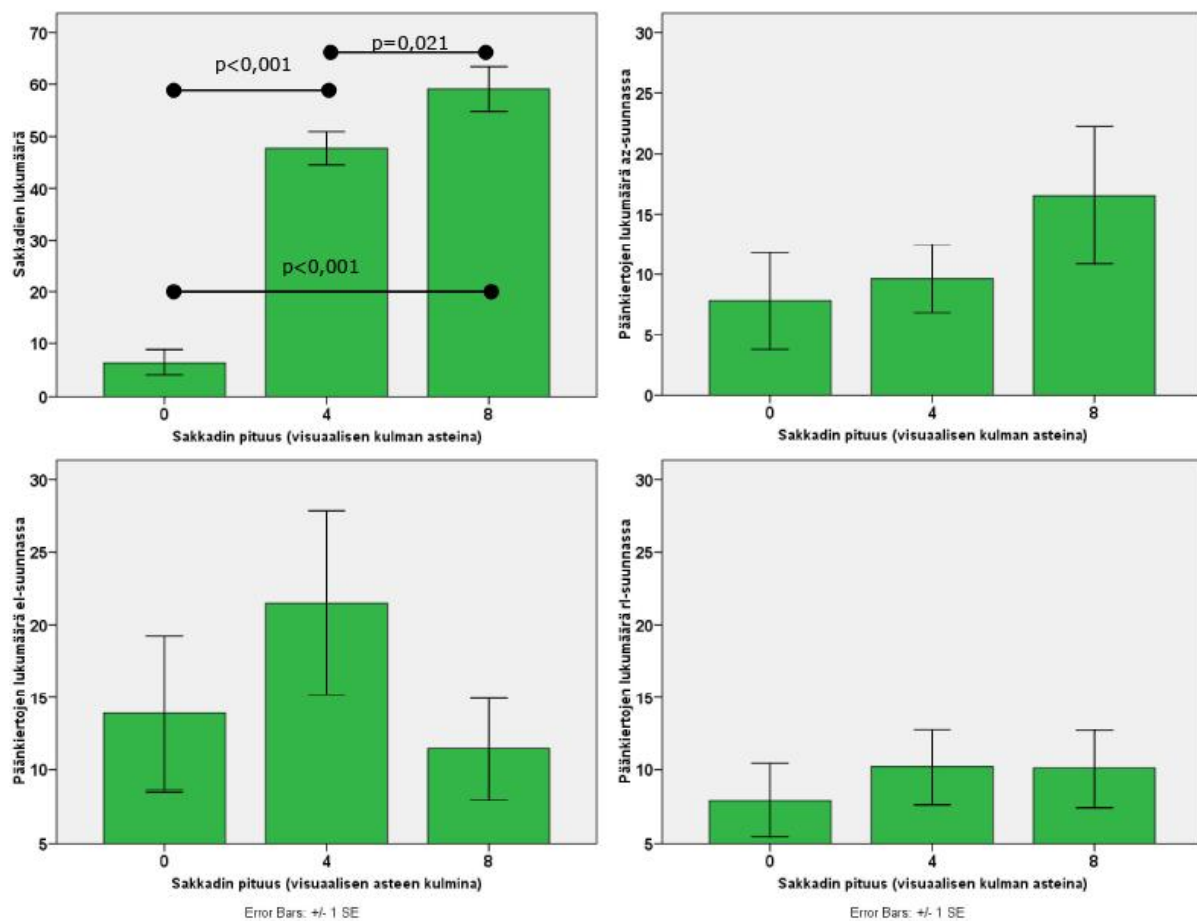 Sakkadien lukumäärä
70
60
50
40
30
20
10
0
p<0,001
p=0,021
p<0,001
0 4 8
Sakkadin pituus (visuaalisen kulman asteina)
Päänkiertojen lukumäärä az-suunnassa
30
25
20
15
10
5
0
0 4 8
Sakkadin pituus (visuaalisen kulman asteina)
Päänkiertojen lukumäärä el-suunnassa
30
25
20
15
10
5
0 4 8
Sakkadin pituus (visuaalisen asteen kulmina)
Error Bars: +/- 1 SE
Päänkiertojen lukumäärä rl-suunnassa
30
25
20
15
10
5
0 4 8
Sakkadin pituus (visuaalisen kulman asteina)
Error Bars: +/- 1 SE